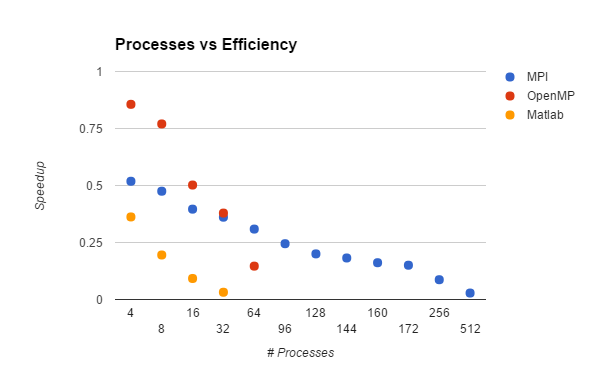 Processes vs Efficiency
MPI
OpenMP
Matlab
1
0.75
0.5
0.25
0
Speedup
4 16 32 64 128 160 256
8 32 96 144 172 512
# Processes